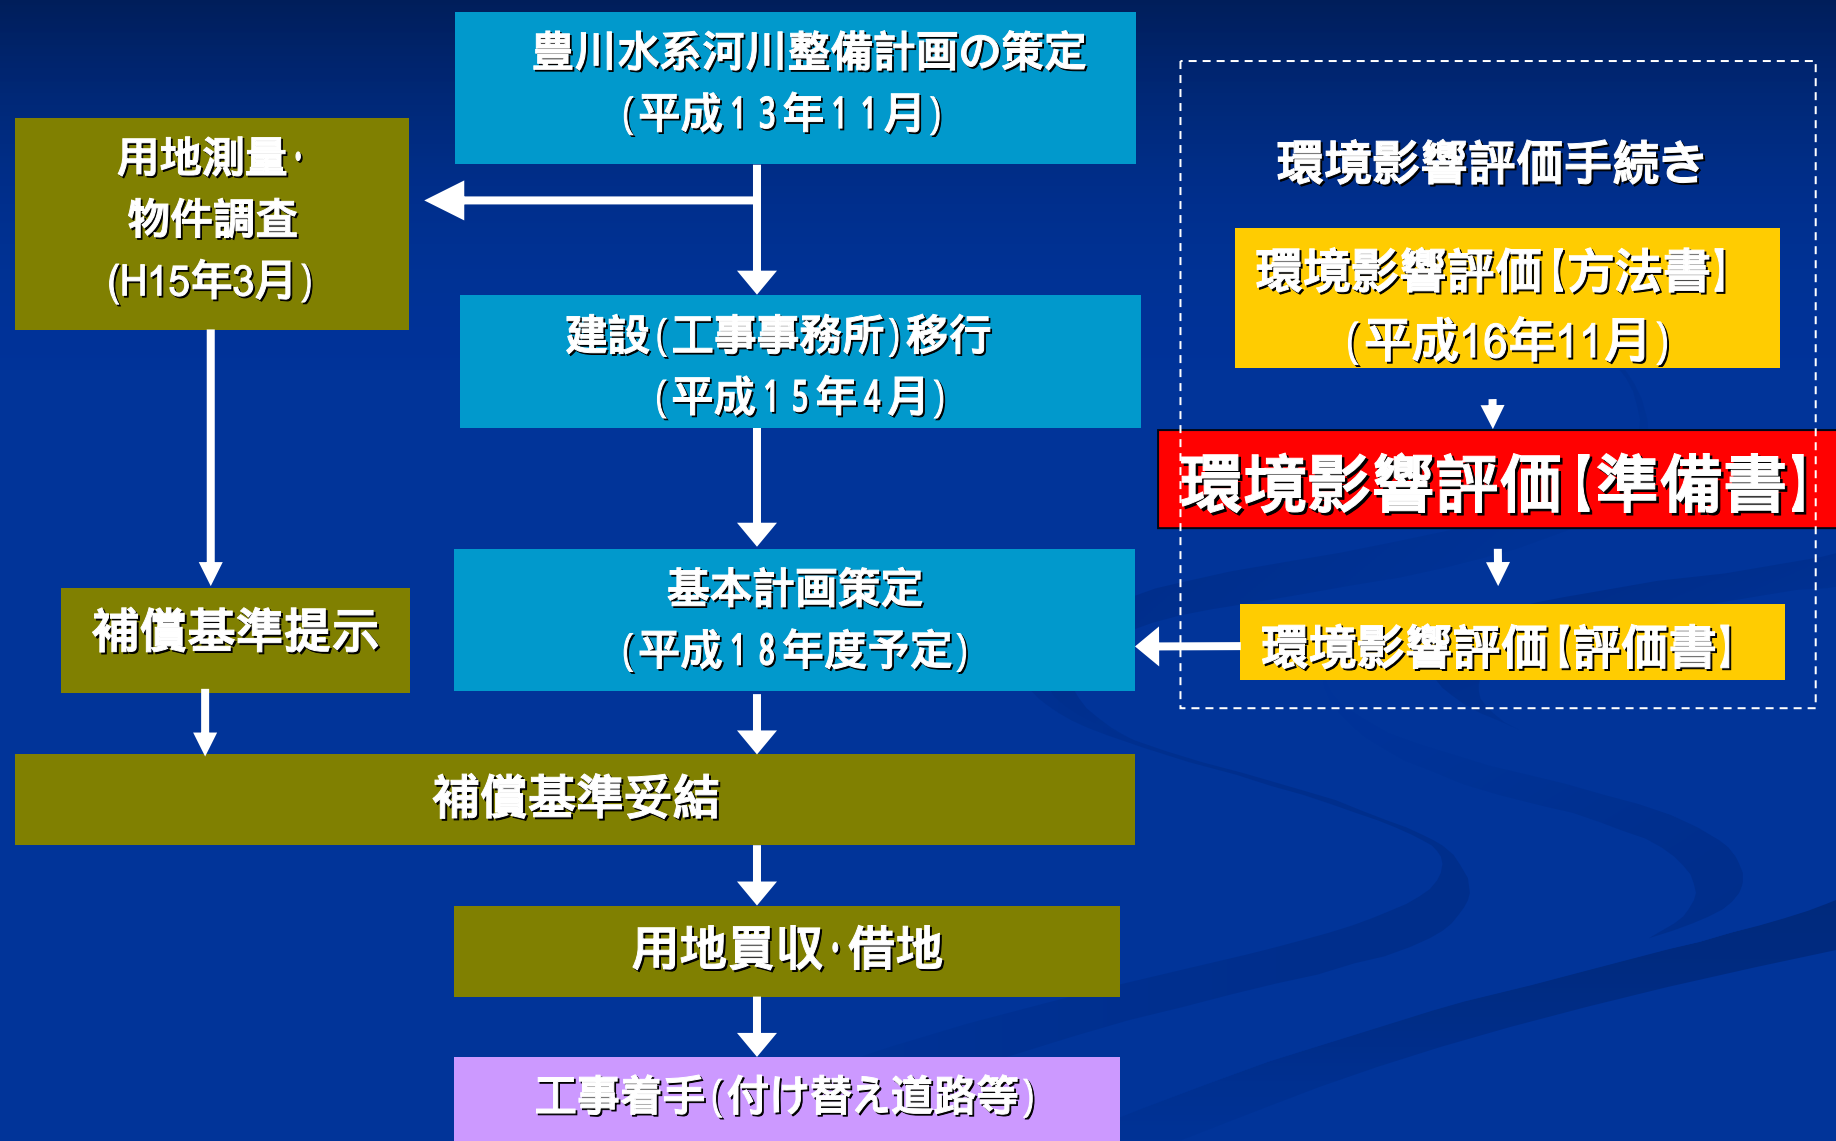 豊川水系河川整備計画の策定
(平成13年11月)
用地測量・
物件調査
(H15年3月)
建設(工事事務所)移行
(平成15年4月)
環境影響評価手続き
環境影響評価【方法書】
(平成16年11月)
環境影響評価【準備書】
基本計画策定
(平成18年度予定)
環境影響評価【評価書】
補償基準提示
補償基準妥結
用地買収・借地
工事着手(付け替え道路等)